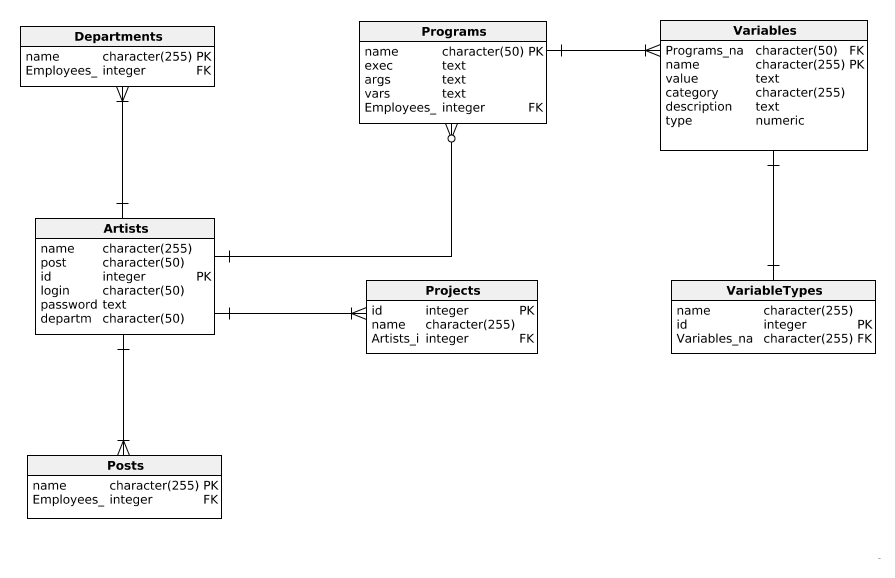 Departments
name character(255) PK
Employees_ integer FK
Programs
name character(50) PK
exec text
args text
vars text
Employees_ integer FK
Variables
Programs_na character(50) FK
name character(255) PK
value text
category character(255)
description text
type numeric
Artists
name character(255)
post character(50)
id integer PK
login character(50)
password text
departm character(50)
Projects
id integer PK
name character(255)
Artists_i integer FK
VariableTypes
name character(255)
id integer PK
Variables_na character(255) FK
Posts
name character(255) PK
Employees_ integer FK